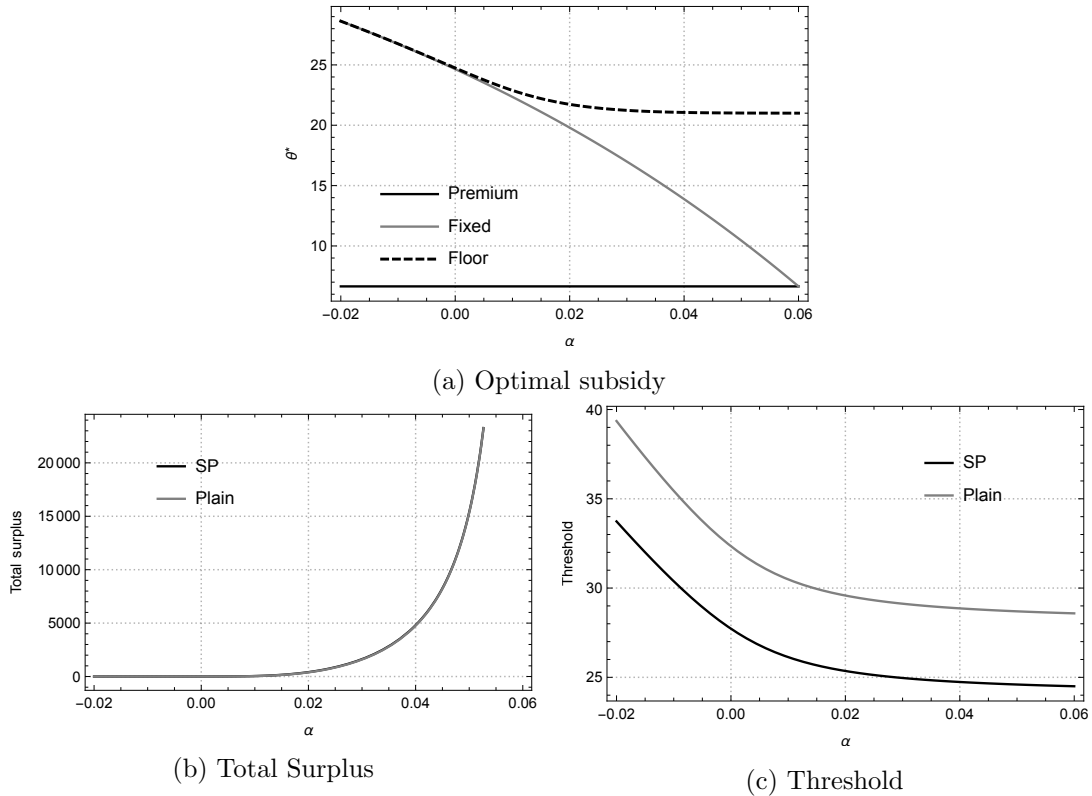 25
20
θ*
15
10
Premium
Fixed
Floor
−0.02 0.00 0.02 0.04 0.06
α
(a) Optimal subsidy
20 000
15 000
10 000
5000
0
Total surplus
SP
Plain
−0.02 0.00 0.02 0.04 0.06
α
(b) Total Surplus
40
35
30
25
Threshold
SP
Plain
−0.02 0.00 0.02 0.04 0.06
α
(c) Threshold